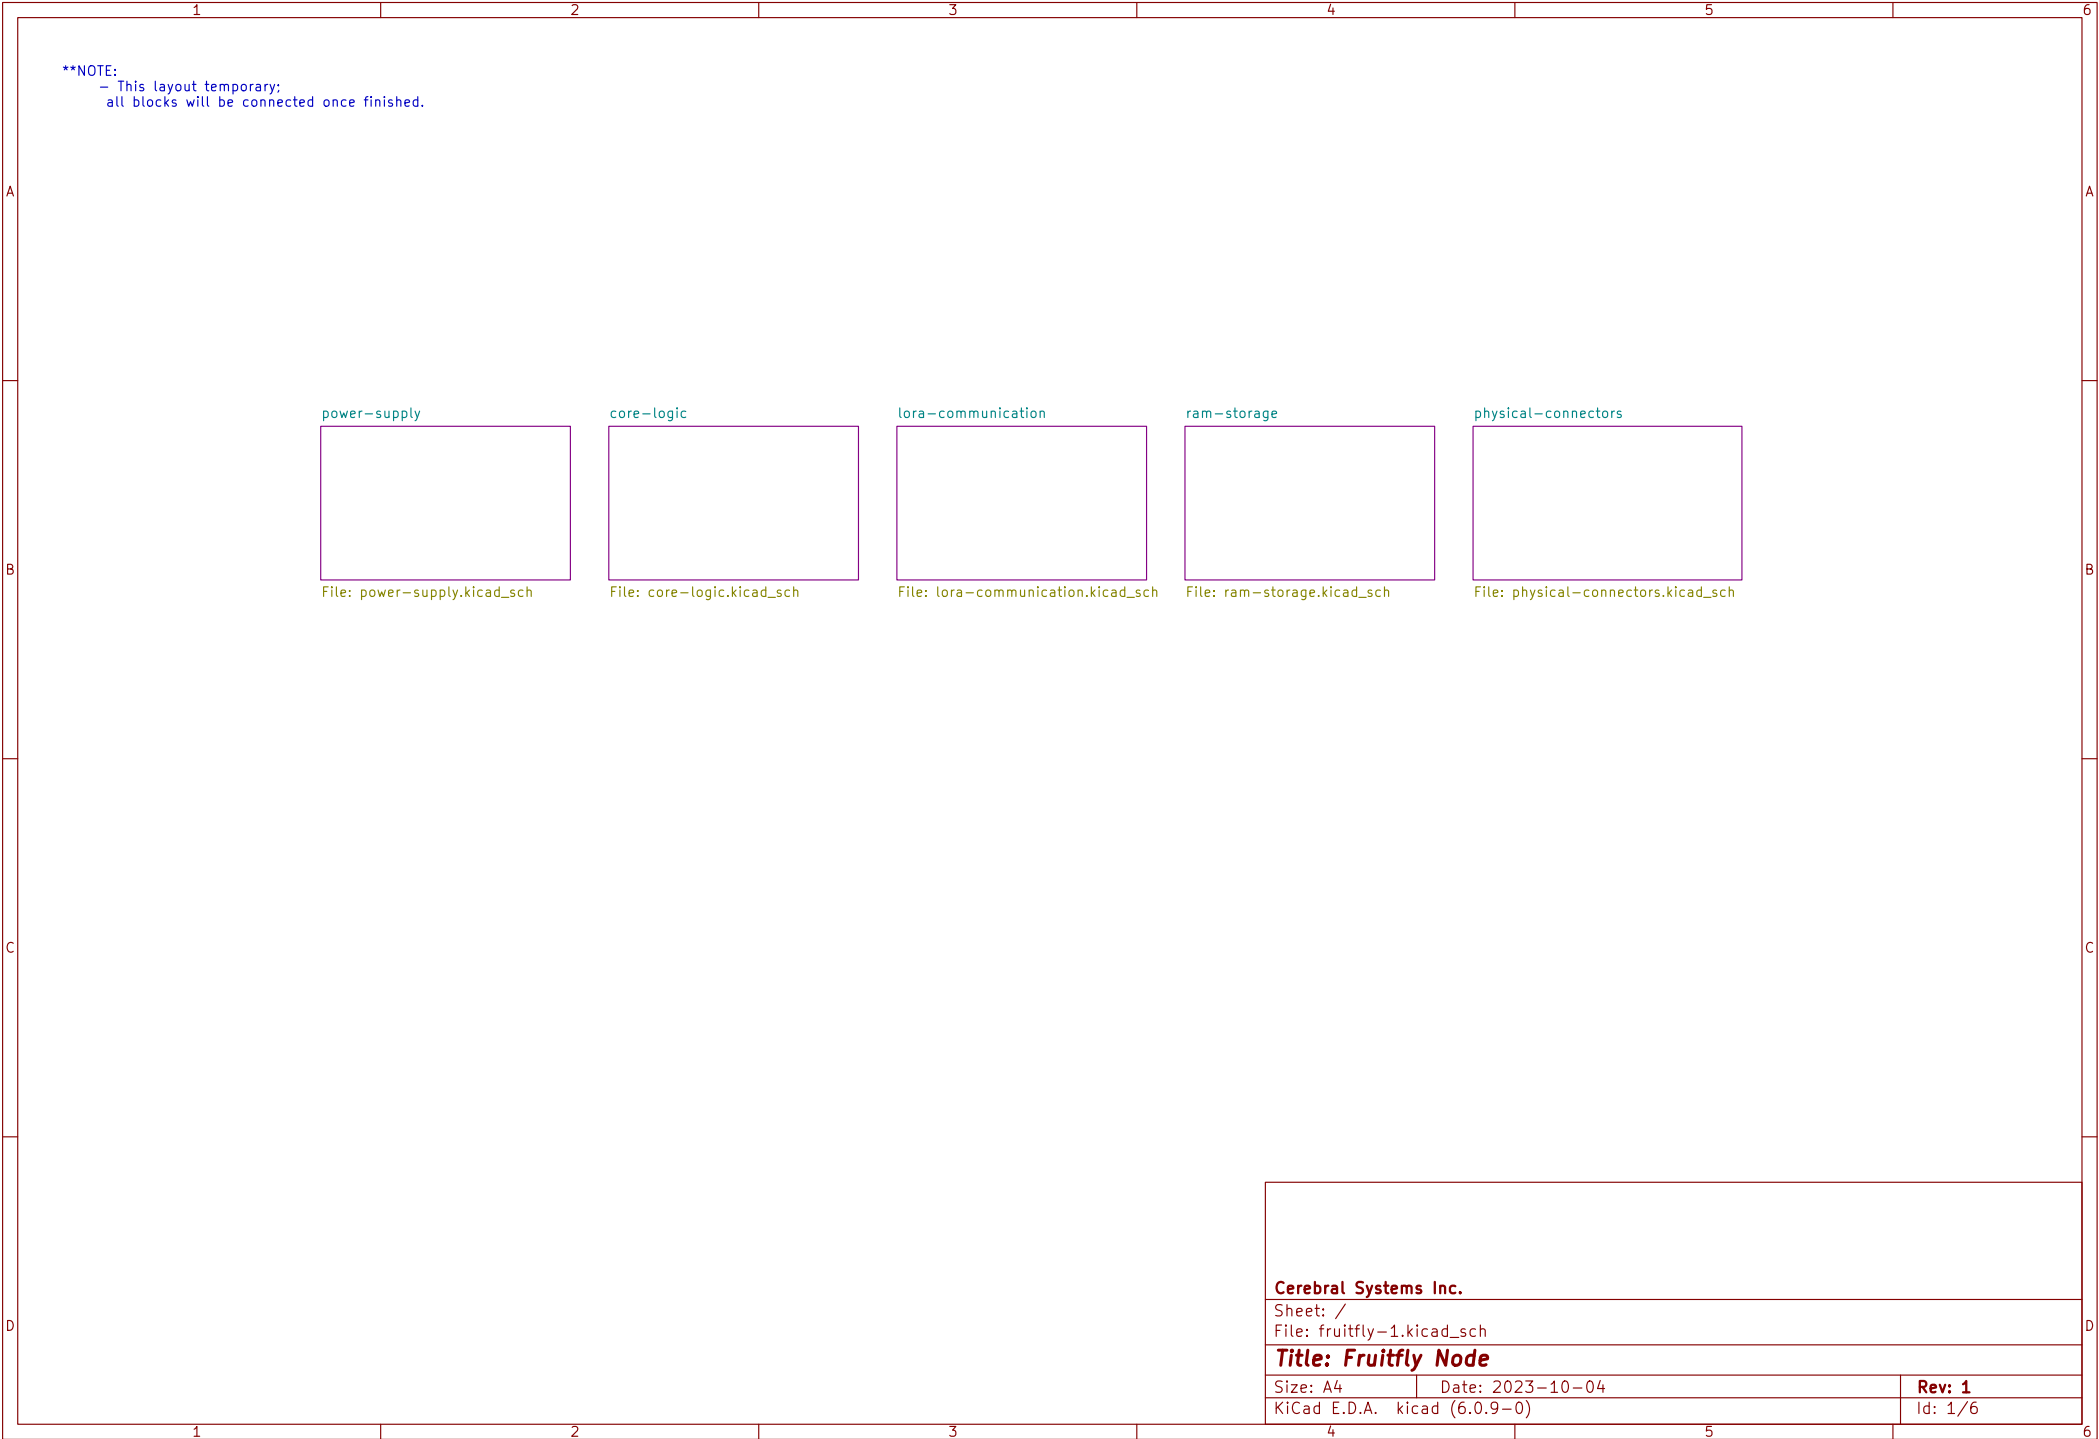 1 2 3 4 5 6
**NOTE:
- This layout temporary;
all blocks will be connected once finished.
A A
power-supply core-logic lora-communication ram-storage physical-connectors
B B
File: power-supply.kicad_sch File: core-logic.kicad_sch File: lora-communication.kicad_sch File: ram-storage.kicad_sch File: physical-connectors.kicad_sch
C C
Cerebral Systems Inc.
Sheet: /
D D
File: fruitfly-1.kicad_sch
Title: Fruitfly Node
Size: A4 Date: 2023-10-04 Rev: 1
KiCad E.D.A. kicad (6.0.9-0) Id: 1/6
1 2 3 4 5 6